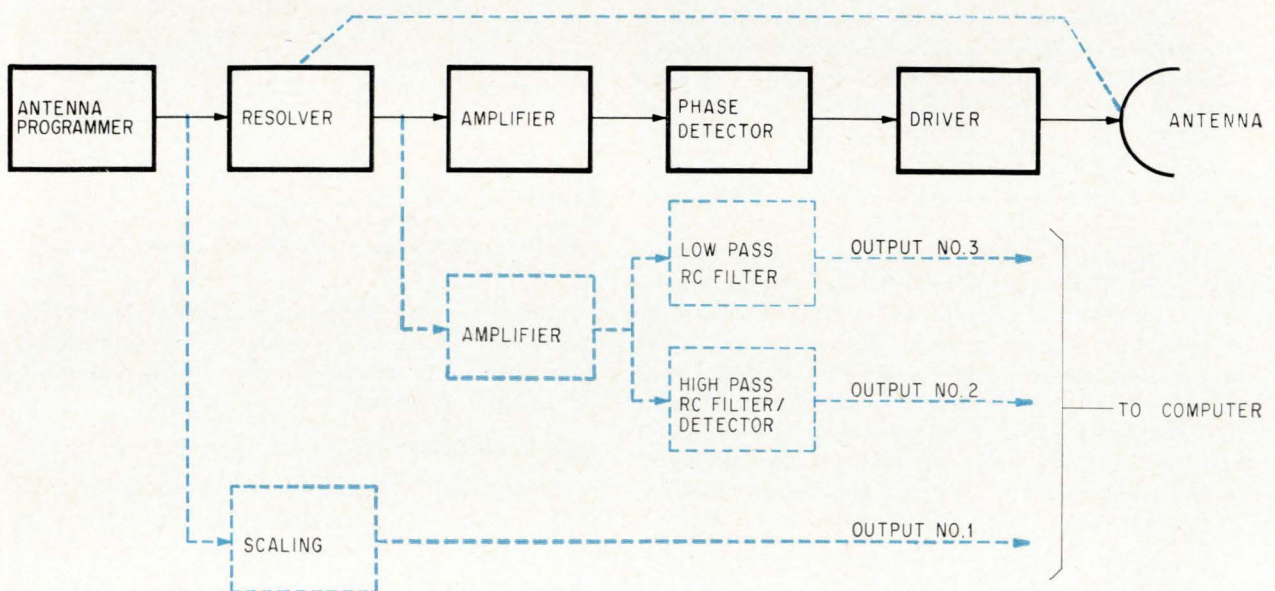 ANTENNA
PROGRAMMER
RESOLVER
AMPLIFIER
PHASE
DETECTOR
DRIVER
ANTENNA
LOW PASS
RC FILTER
OUTPUT NO.3
AMPLIFIER
HIGH PASS
RC FILTER/
DETECTOR
OUTPUT NO.2
TO COMPUTER
SCALING
OUTPUT NO.1